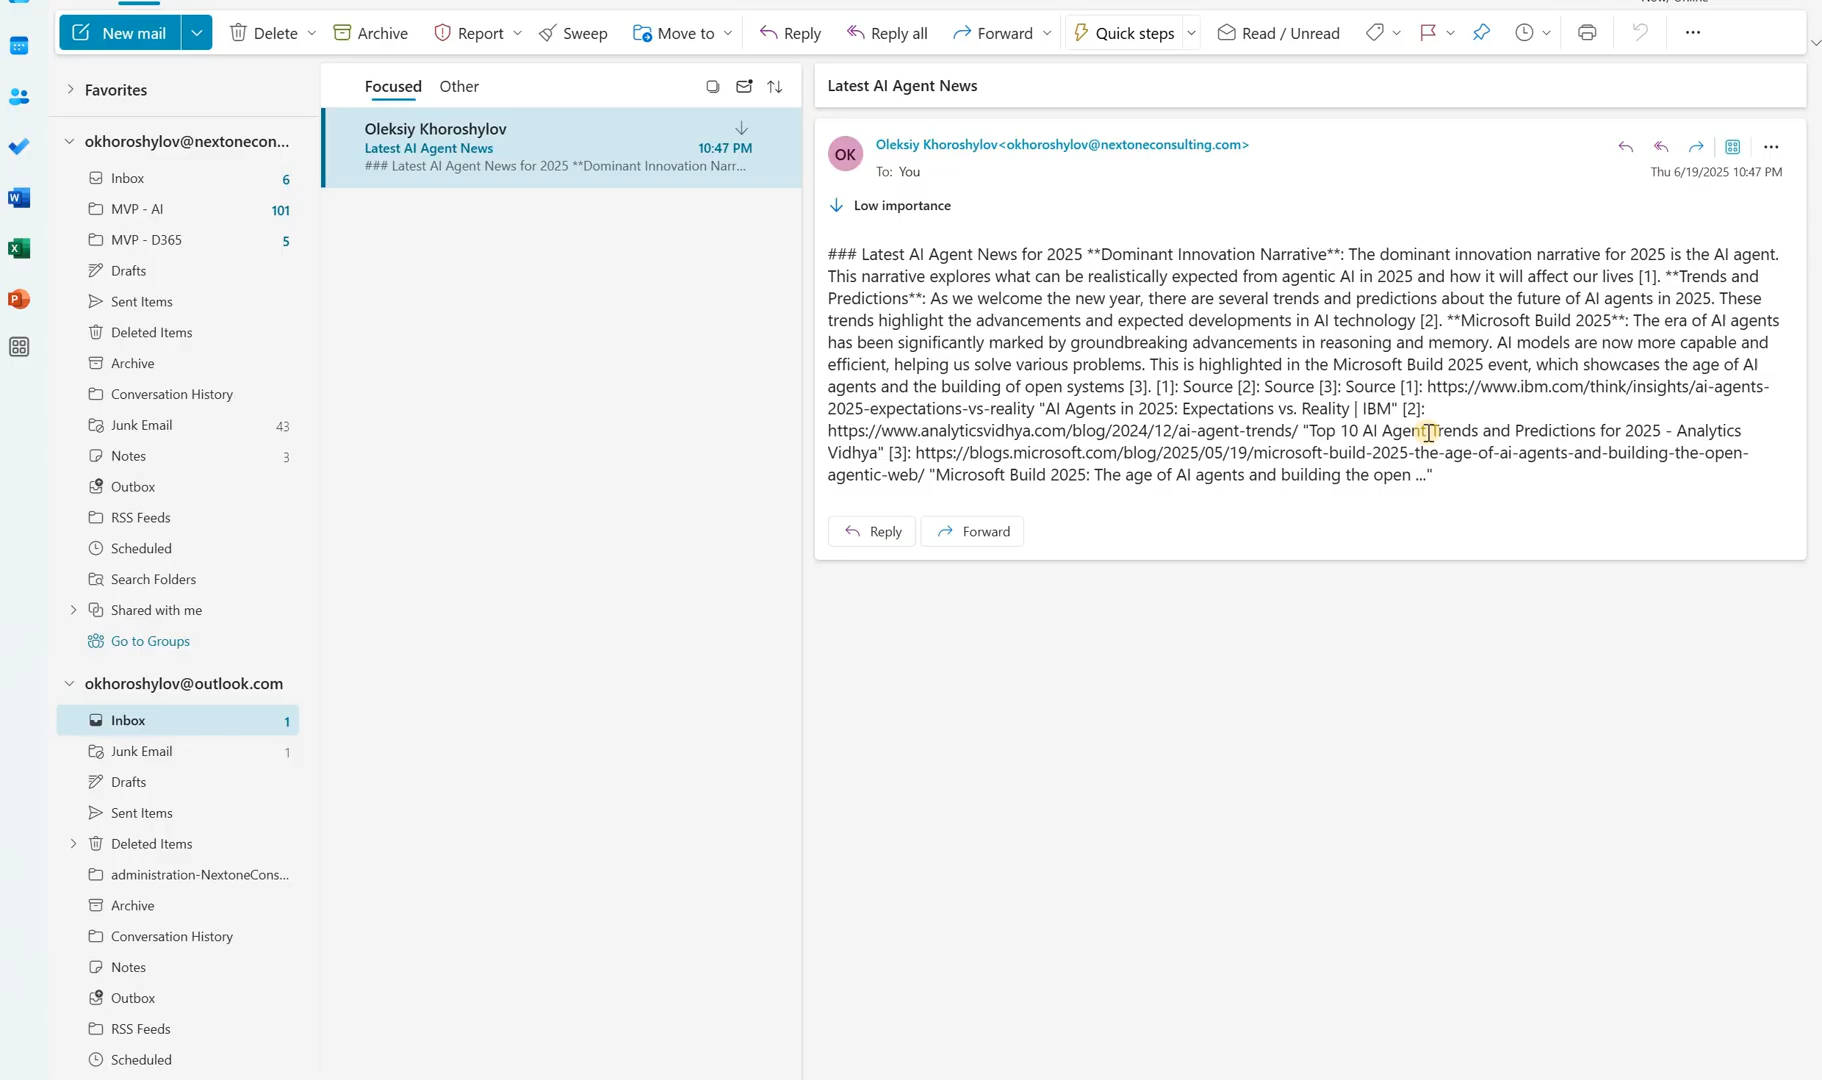 New mail
Delete
Archive
Report
Sweep
Move to
Reply
Reply all
Forward
Quick steps
Read / Unread
Favorites
okhoroshylov@nextonecon...
Inbox 6
MVP - AI 101
MVP - D365 5
Drafts
Sent Items
Deleted Items
Archive
Conversation History
Junk Email 43
Notes 3
Outbox
RSS Feeds
Scheduled
Search Folders
Shared with me
Go to Groups
okhoroshylov@outlook.com
Inbox 1
Junk Email 1
Drafts
Sent Items
Deleted Items
administration-NextoneCons...
Archive
Conversation History
Notes
Outbox
RSS Feeds
Scheduled
Focused Other
Oleksiy Khoroshylov
Latest AI Agent News 10:47 PM
### Latest AI Agent News for 2025 **Dominant Innovation Narr...
Latest AI Agent News
OK
Oleksiy Khoroshylov<okhoroshylov@nextoneconsulting.com>
To: You
Thu 6/19/2025 10:47 PM
Low importance
### Latest AI Agent News for 2025 **Dominant Innovation Narrative**: The dominant innovation narrative for 2025 is the AI agent.
This narrative explores what can be realistically expected from agentic AI in 2025 and how it will affect our lives [1]. **Trends and
Predictions**: As we welcome the new year, there are several trends and predictions about the future of AI agents in 2025. These
trends highlight the advancements and expected developments in AI technology [2]. **Microsoft Build 2025**: The era of AI agents
has been significantly marked by groundbreaking advancements in reasoning and memory. AI models are now more capable and
efficient, helping us solve various problems. This is highlighted in the Microsoft Build 2025 event, which showcases the age of AI
agents and the building of open systems [3]. [1]: Source [2]: Source [3]: Source [1]: https://www.ibm.com/think/insights/ai-agents-
2025-expectations-vs-reality "AI Agents in 2025: Expectations vs. Reality | IBM" [2]:
https://www.analyticsvidhya.com/blog/2024/12/ai-agent-trends/ "Top 10 AI Agent Trends and Predictions for 2025 - Analytics
Vidhya" [3]: https://blogs.microsoft.com/blog/2025/05/19/microsoft-build-2025-the-age-of-ai-agents-and-building-the-open-
agentic-web/ "Microsoft Build 2025: The age of AI agents and building the open ..."
Reply
Forward